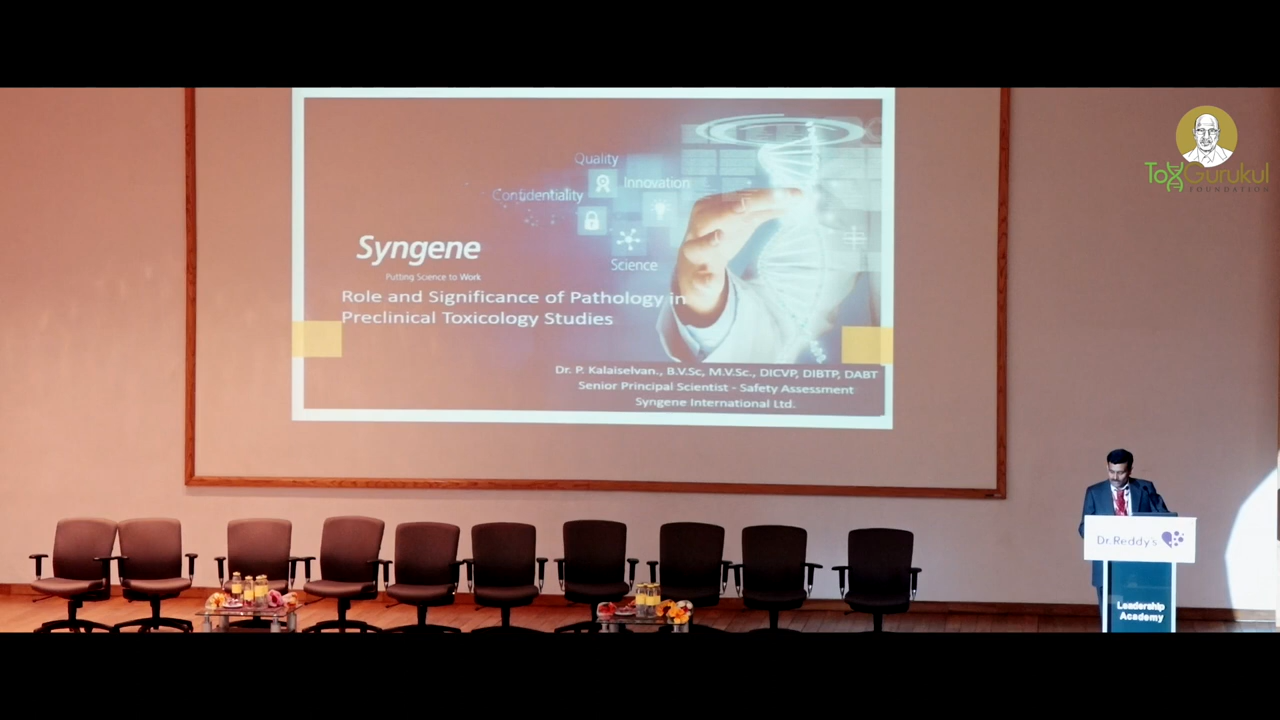 Quality
Innovation
Confidentiality
Science
Syngene
Putting Science to Work
Role and Significance of Pathology in
Preclinical Toxicology Studies
Dr. P. Kalaiselvan., B.V.Sc, M.V.Sc., DICVP, DIBTP, DABT
Senior Principal Scientist - Safety Assessment
Syngene International Ltd.
ToxGurukul
FOUNDATION
Dr.Reddy's
Leadership
Academy